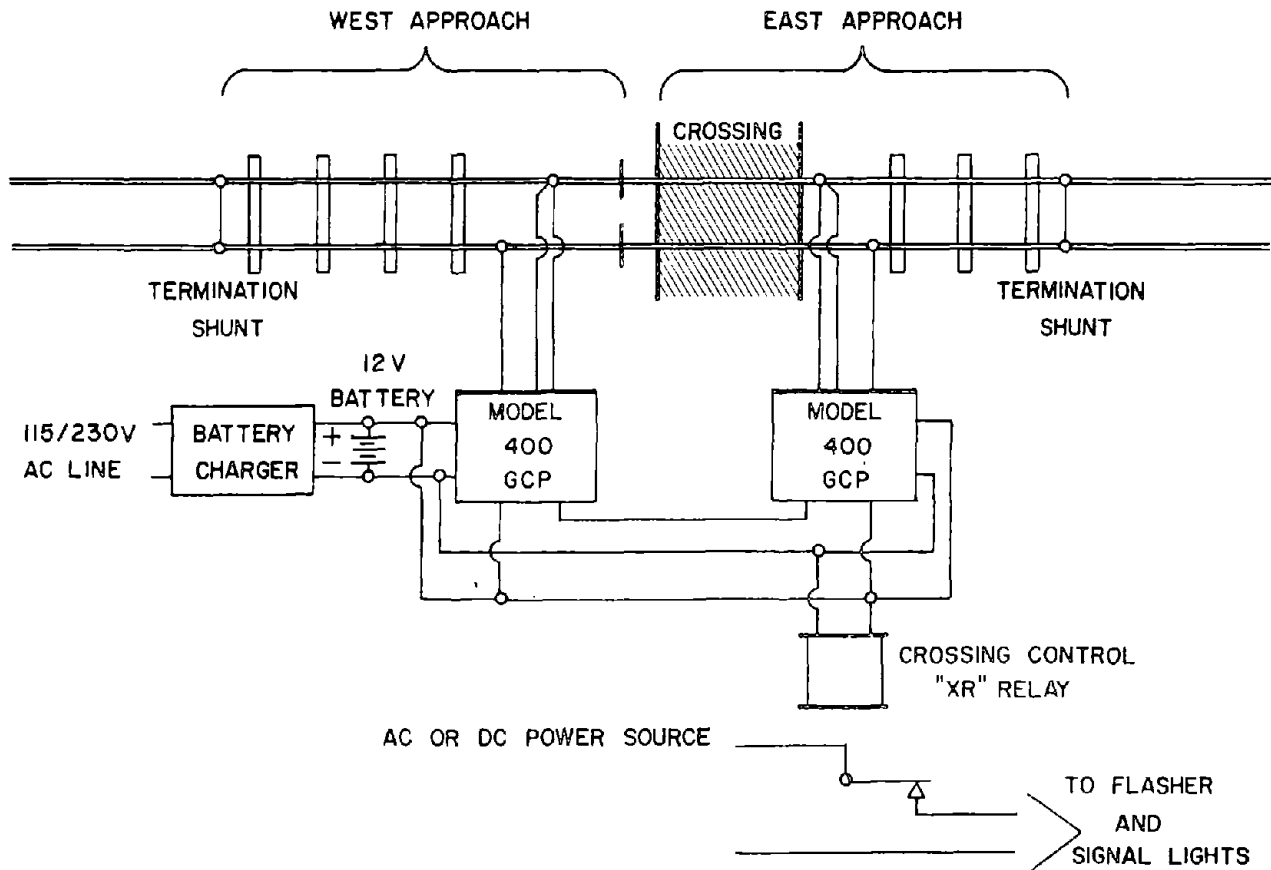 WEST APPROACH
EAST APPROACH
CROSSING
TERMINATION
SHUNT
TERMINATION
SHUNT
12 V
BATTERY
115/230V
AC LINE
BATTERY
CHARGER
+
−
MODEL
400
GCP
MODEL
400
GCP
CROSSING CONTROL
"XR" RELAY
AC OR DC POWER SOURCE
TO FLASHER
AND
SIGNAL LIGHTS